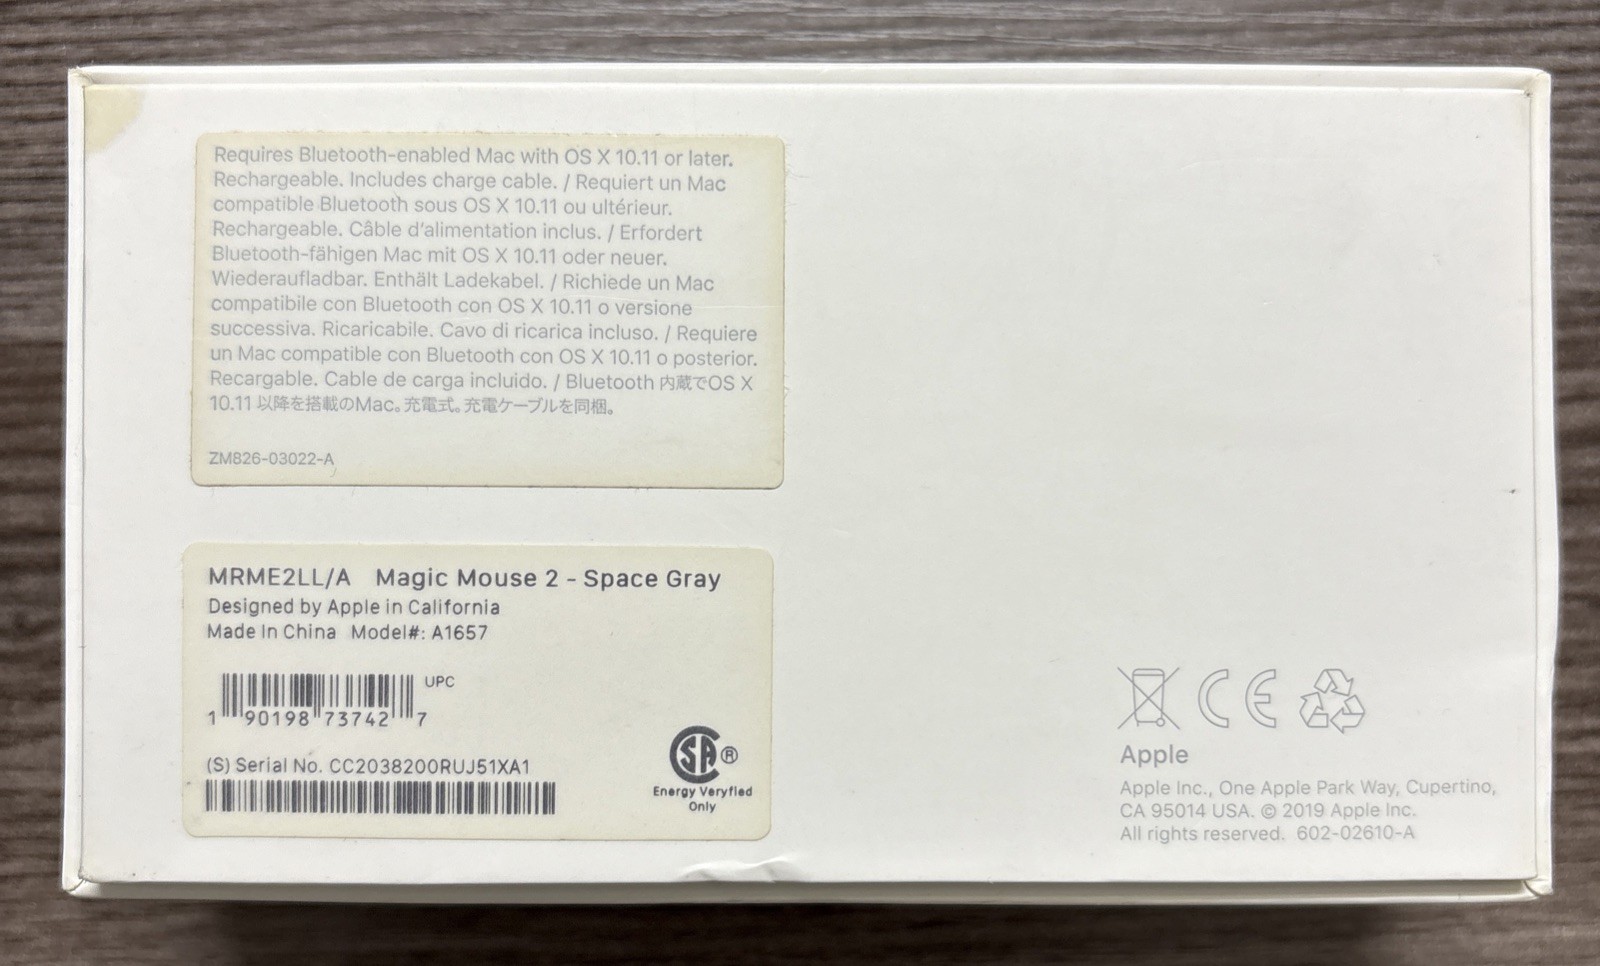 Requires Bluetooth-enabled Mac with OS X 10.11 or later.
Rechargeable. Includes charge cable. / Requiert un Mac
compatible Bluetooth sous OS X 10.11 ou ultérieur.
Rechargeable. Câble d'alimentation inclus. / Erfordert
Bluetooth-fähigen Mac mit OS X 10.11 oder neuer.
Wiederaufladbar. Enthält Ladekabel. / Richiede un Mac
compatibile con Bluetooth con OS X 10.11 o versione
successiva. Ricaricabile. Cavo di ricarica incluso. / Requiere
un Mac compatible con Bluetooth con OS X 10.11 o posterior.
Recargable. Cable de carga incluido. / Bluetooth 内蔵でOS X
10.11 以降を搭載のMac。充電式。充電ケーブルを同梱。
ZM826-03022-A
MRME2LL/A Magic Mouse 2 - Space Gray
Designed by Apple in California
Made In China Model#: A1657
UPC
1 90198 73742 7
(S) Serial No. CC2038200RUJ51XA1
SA ®
Energy Veryfied
Only
CE
Apple
Apple Inc., One Apple Park Way, Cupertino,
CA 95014 USA. © 2019 Apple Inc.
All rights reserved. 602-02610-A